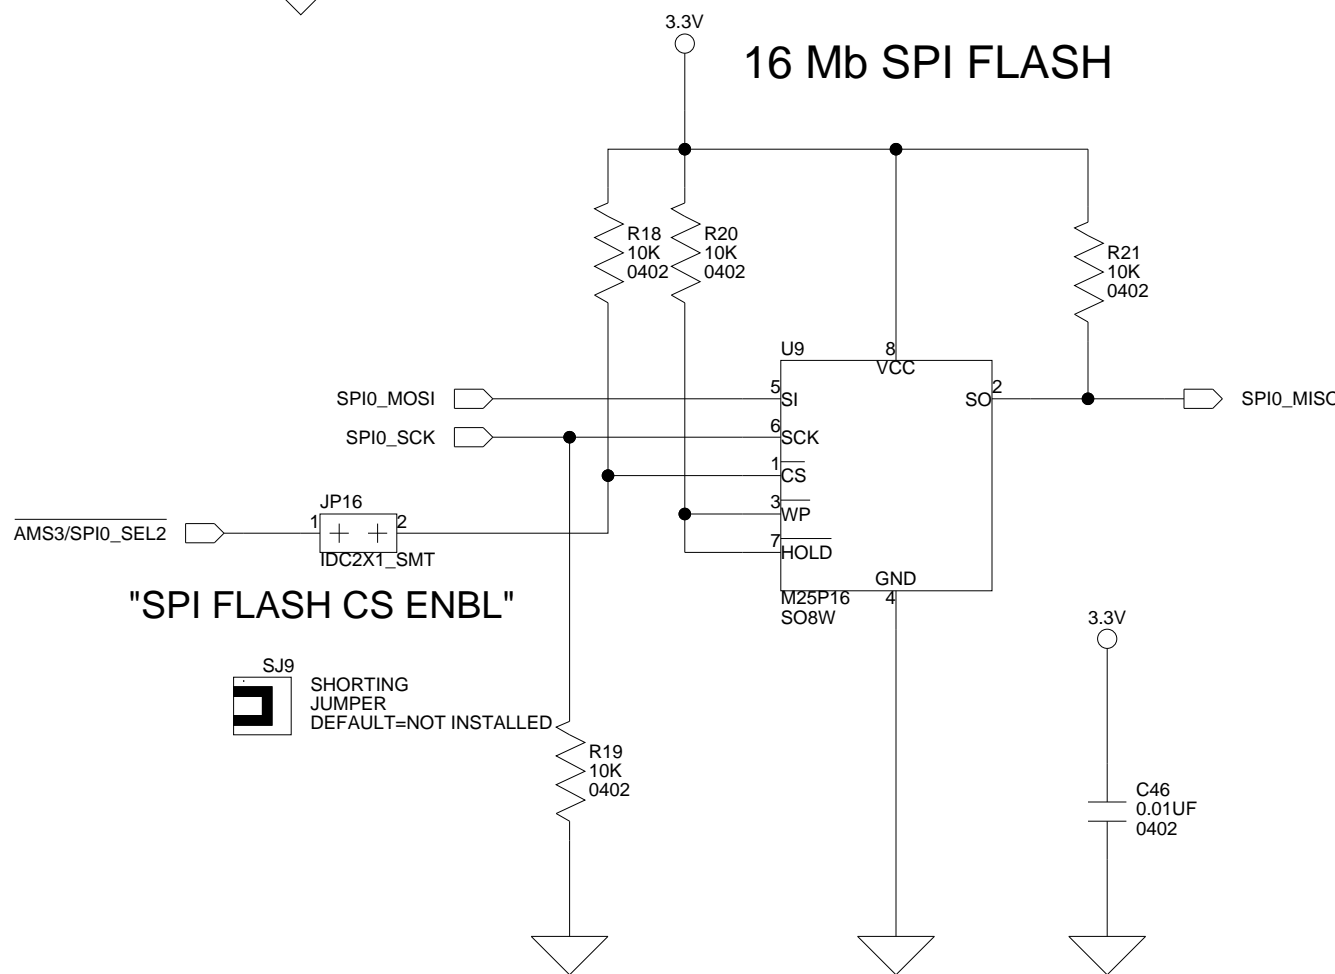 3.3V
16 Mb SPI FLASH
R18
10K
0402
R20
10K
0402
R21
10K
0402
U9
8
VCC
SPI0_MOSI
5
SI
SO
2
SPI0_MISO
SPI0_SCK
6
SCK
1
CS
JP16
3
WP
AMS3/SPI0_SEL2
1
2
7
HOLD
IDC2X1_SMT
GND
4
M25P16
SO8W
"SPI FLASH CS ENBL"
3.3V
SJ9
SHORTING
JUMPER
DEFAULT=NOT INSTALLED
R19
10K
0402
C46
0.01UF
0402